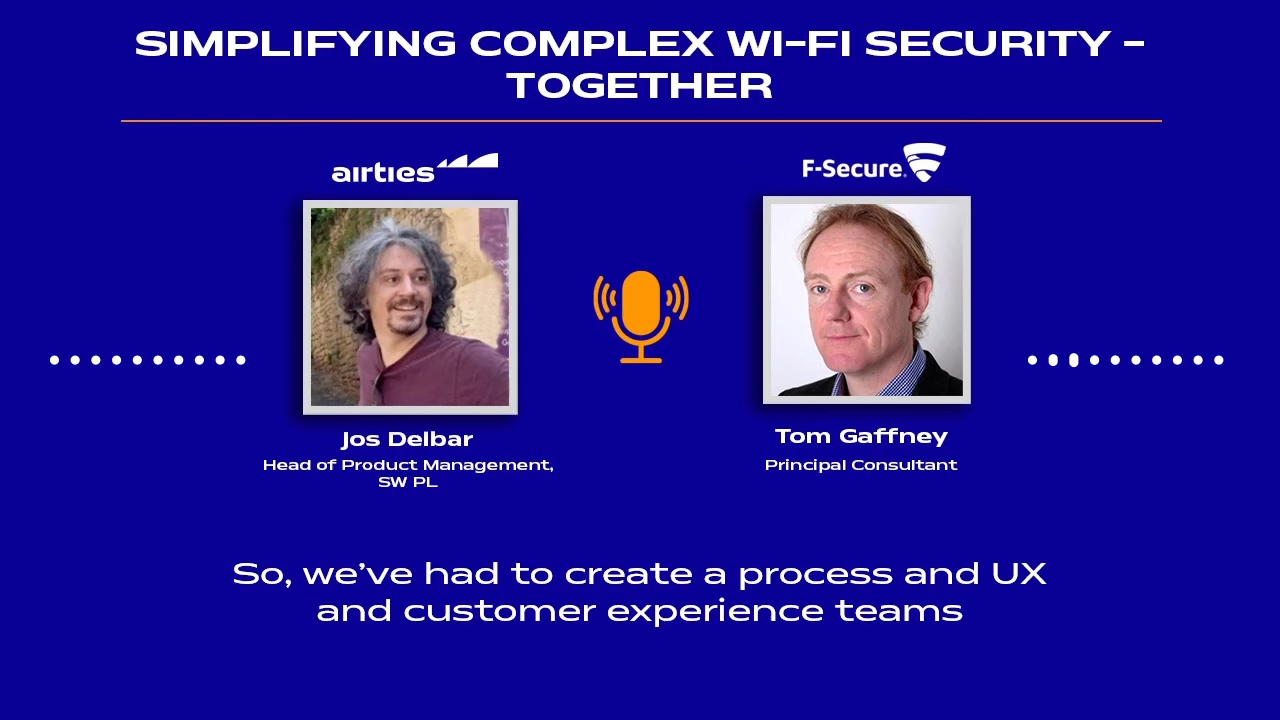 SIMPLIFYING COMPLEX WI-FI SECURITY -
TOGETHER
airties
F-Secure.
Jos Delbar
Head of Product Management,
SW PL
Tom Gaffney
Principal Consultant
So, we’ve had to create a process and UX
and customer experience teams